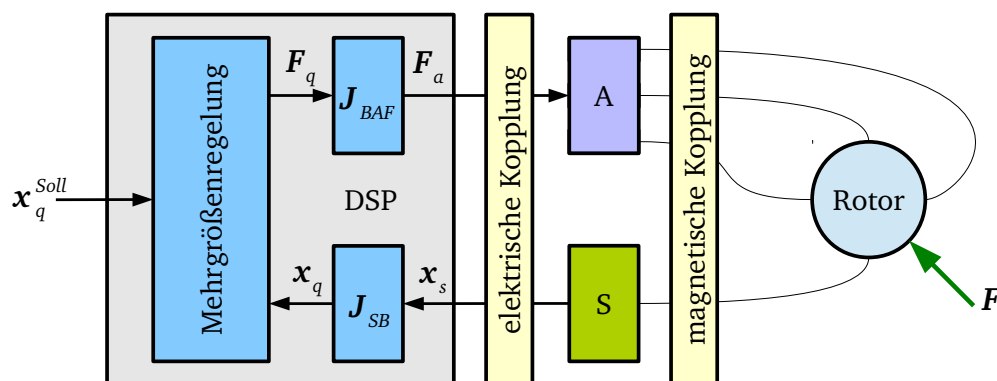 x_q^Soll
Mehrgrößenregelung
F_q
J_BAF
F_a
DSP
x_q
J_SB
x_s
elektrische Kopplung
A
S
magnetische Kopplung
Rotor
F